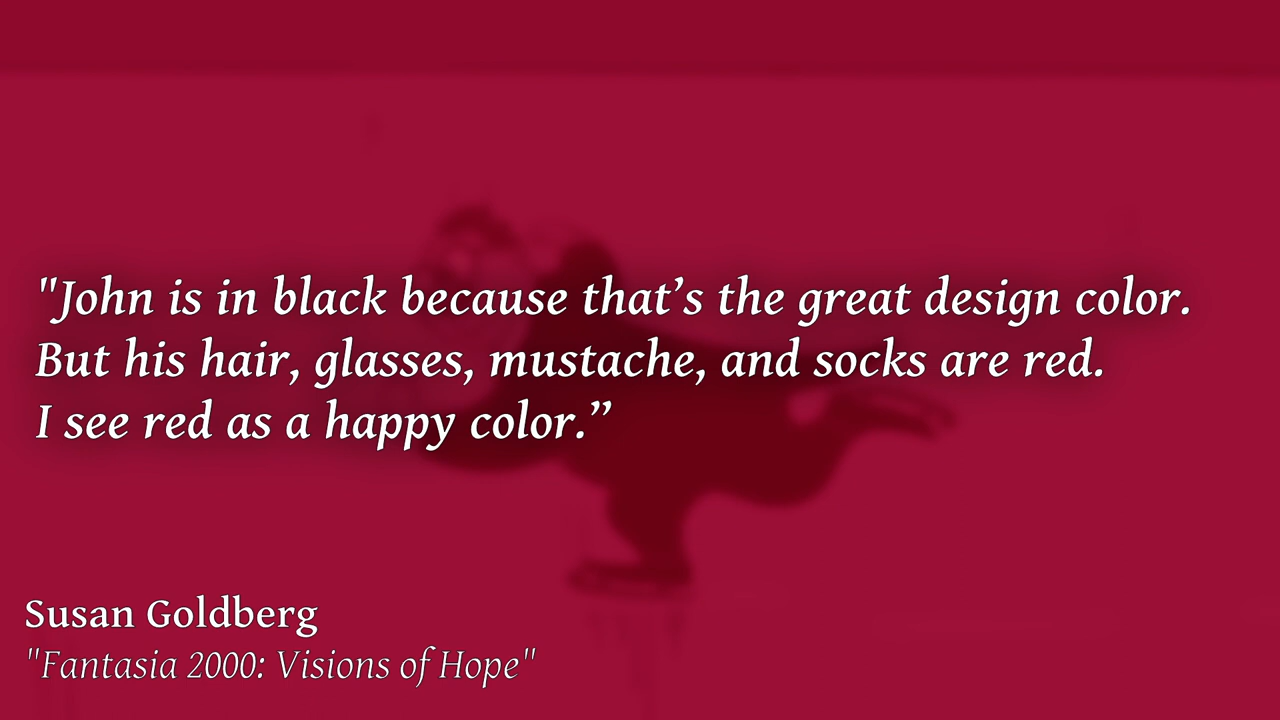 "John is in black because that’s the great design color.
But his hair, glasses, mustache, and socks are red.
I see red as a happy color.”
Susan Goldberg
"Fantasia 2000: Visions of Hope"